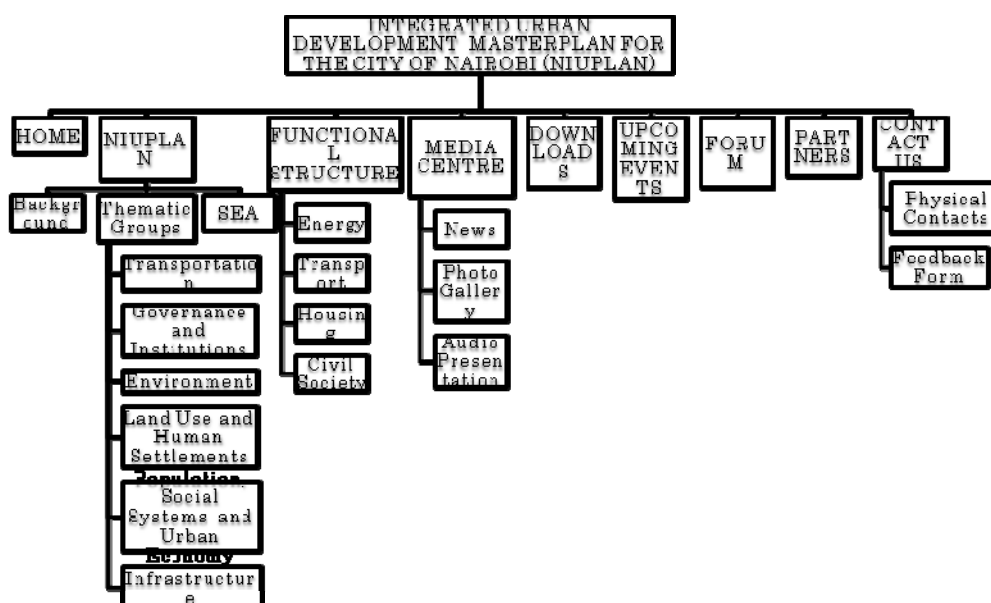 INTEGRATED URBAN
DEVELOPMENT MASTERPLAN FOR
THE CITY OF NAIROBI (NIUPLAN)
HOME
NIUPLA
N
FUNCTIONA
L
STRUCTURE
MEDIA
CENTRE
DOWN
LOAD
S
UPCO
MING
EVENTS
FORU
M
PART
NERS
CONT
ACT US
Backgr
ound
Thematic
Groups
SEA
Transportatio
n
Governance
and
Institutions
Environment
Land Use and
Human
Settlements
Population,
Social
Systems and
Urban
Economy
Infrastructur
e
Energy
Transp
ort
Housin
g
Civil
Society
News
Photo
Galler
y
Audio
Presen
tation
Physical
Contacts
Feedback
Form